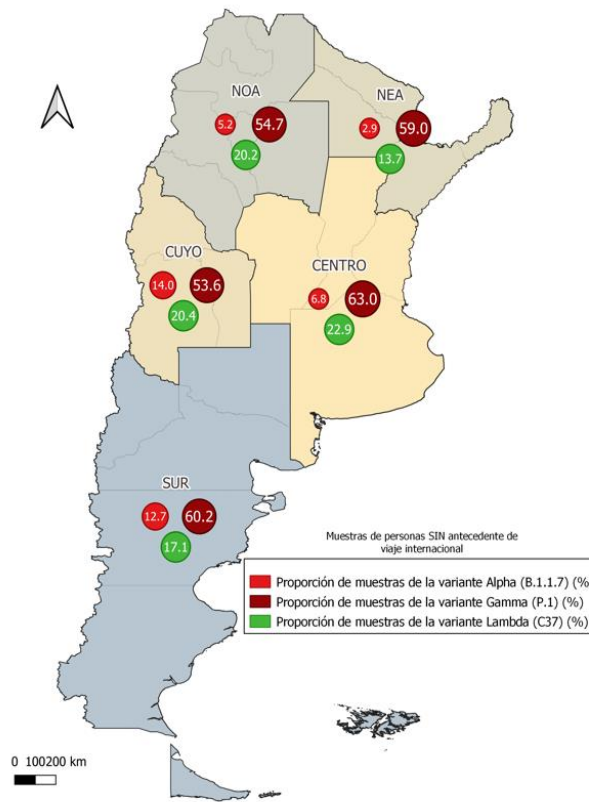 NOA
5.2
54.7
20.2
NEA
2.9
59.0
13.7
CUYO
14.0
53.6
20.4
CENTRO
6.8
63.0
22.9
SUR
12.7
60.2
17.1
Muestras de personas SIN antecedente de
viaje internacional
Proporción de muestras de la variante Alpha (B.1.1.7) (%
Proporción de muestras de la variante Gamma (P.1) (%)
Proporción de muestras de la variante Lambda (C37) (%)
0 100200 km